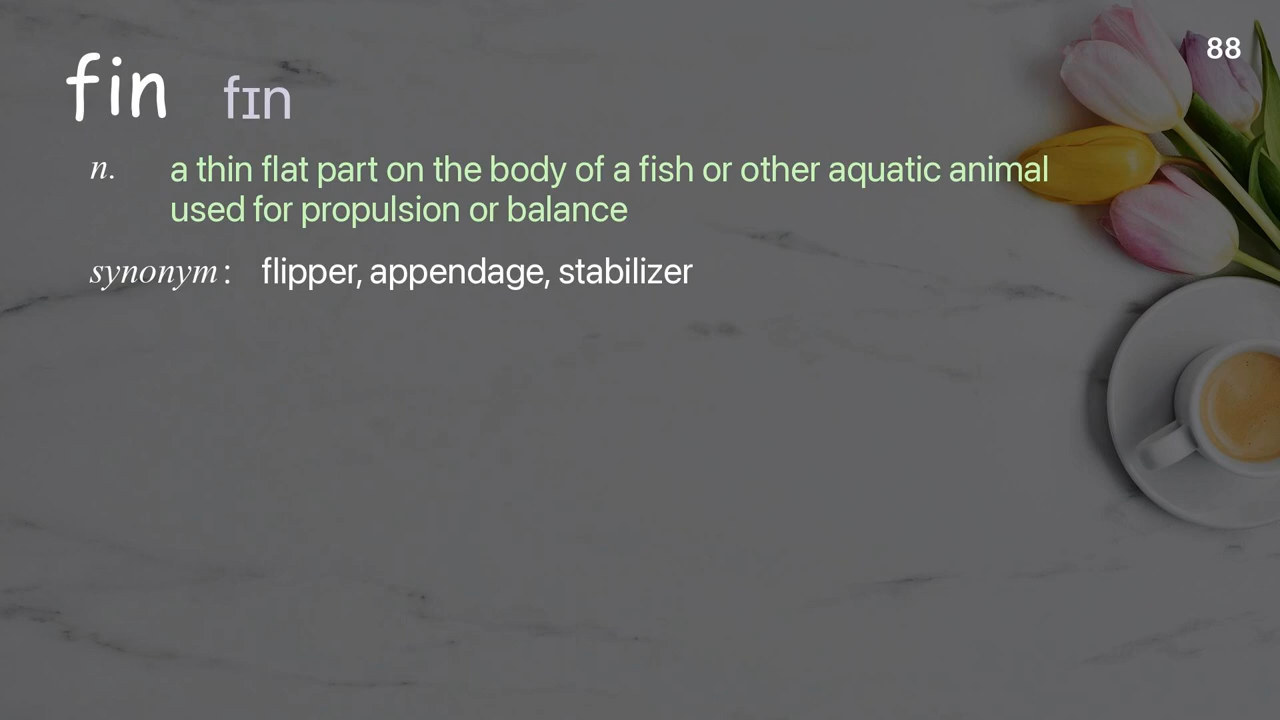 88
fin fɪn
n. a thin flat part on the body of a fish or other aquatic animal
used for propulsion or balance
synonym: flipper, appendage, stabilizer